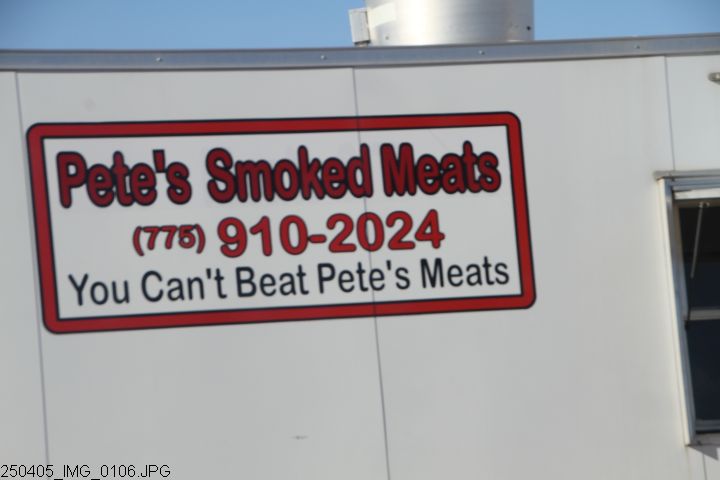 Pete's Smoked Meats
(775) 910-2024
You Can't Beat Pete's Meats
250405_IMG_0106.JPG